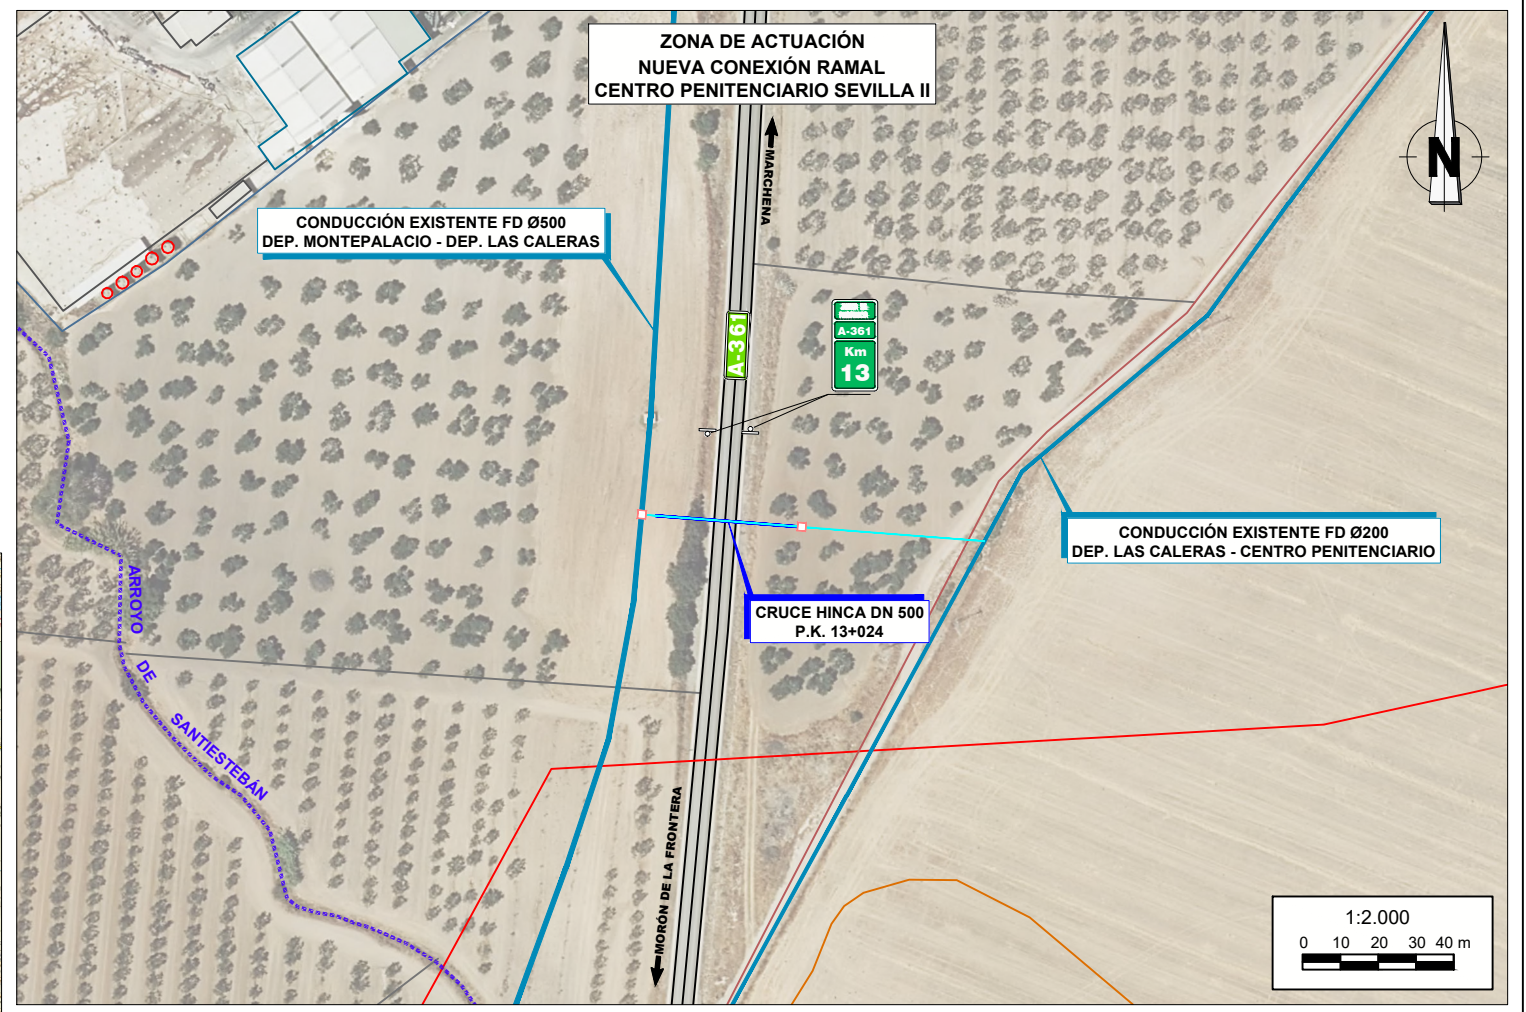 ZONA DE ACTUACIÓN
NUEVA CONEXIÓN RAMAL
CENTRO PENITENCIARIO SEVILLA II
MARCHENA
N
CONDUCCIÓN EXISTENTE FD Ø500
DEP. MONTEPALACIO - DEP. LAS CALERAS
A-361
A-361
Km
13
CONDUCCIÓN EXISTENTE FD Ø200
DEP. LAS CALERAS - CENTRO PENITENCIARIO
CRUCE HINCA DN 500
P.K. 13+024
ARROYO
DE
SANTIESTEBÁN
MORÓN DE LA FRONTERA
1:2.000
0 10 20 30 40 m